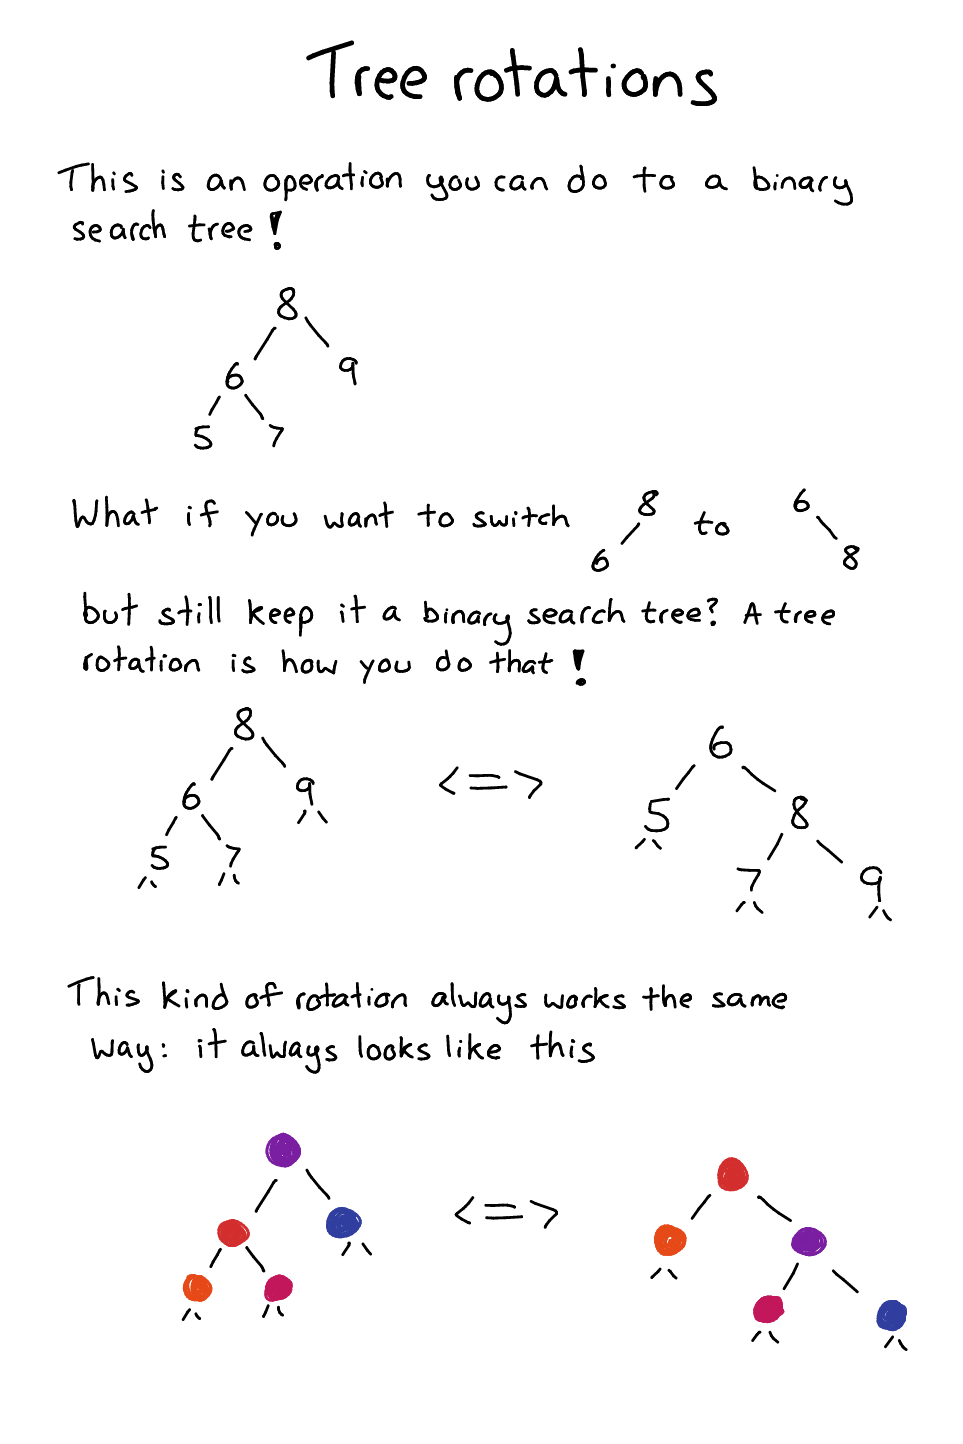 Tree rotations
This is an operation you can do to a binary
search tree!
8
6 9
5 7
What if you want to switch 8 to 6
6 8
but still keep it a binary search tree? A tree
rotation is how you do that!
8 <=> 6
6 9 5 8
5 7 7 9
This kind of rotation always works the same
way: it always looks like this
<=>